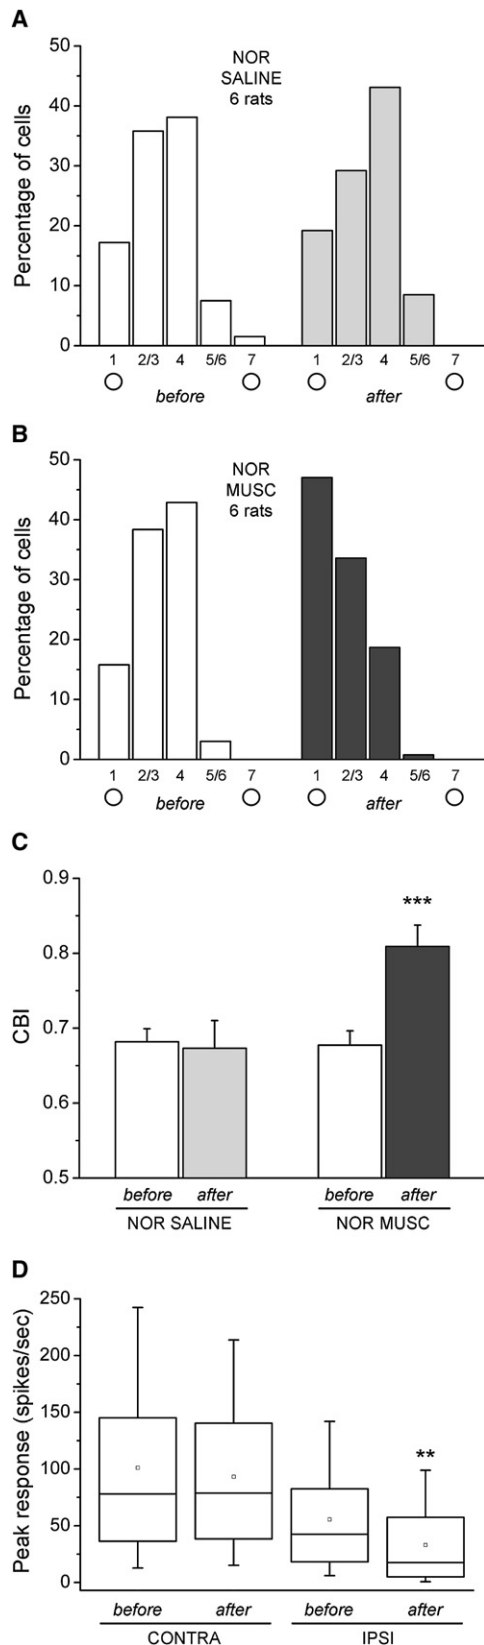 A
50
40
30
20
10
0
Percentage of cells
NOR
SALINE
6 rats
1 2/3 4 5/6 7 1 2/3 4 5/6 7
before after
B
50
40
30
20
10
0
Percentage of cells
NOR
MUSC
6 rats
1 2/3 4 5/6 7 1 2/3 4 5/6 7
before after
C
0.9
0.8
0.7
0.6
0.5
CBI
***
before after before after
NOR SALINE NOR MUSC
D
250
200
150
100
50
0
Peak response (spikes/sec)
**
before after before after
CONTRA IPSI